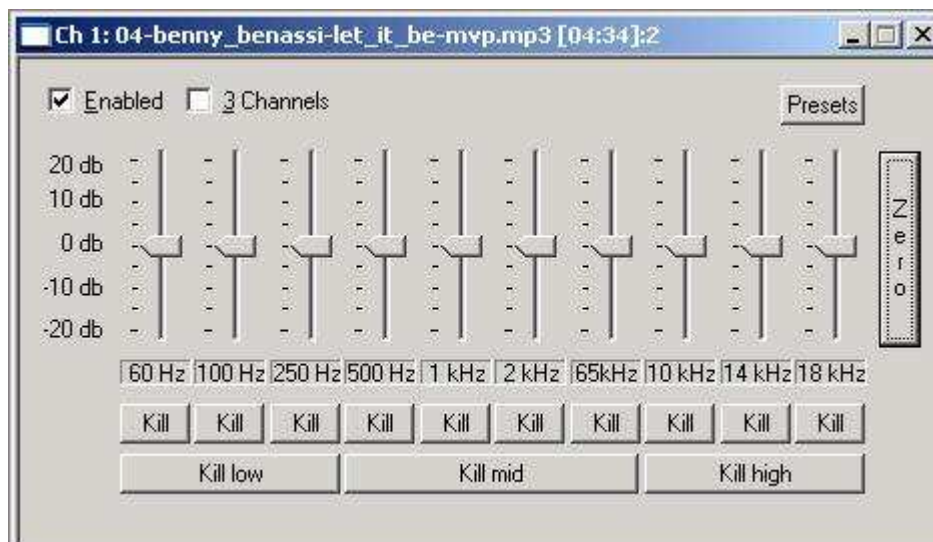 Ch 1: 04-benny_benassi-let_it_be-mvp.mp3 [04:34]:2
Enabled 3 Channels
Presets
20 db
10 db
0 db
-10 db
-20 db
Zero
60 Hz 100 Hz 250 Hz 500 Hz 1 kHz 2 kHz 65kHz 10 kHz 14 kHz 18 kHz
Kill Kill Kill Kill Kill Kill Kill Kill Kill Kill
Kill low Kill mid Kill high